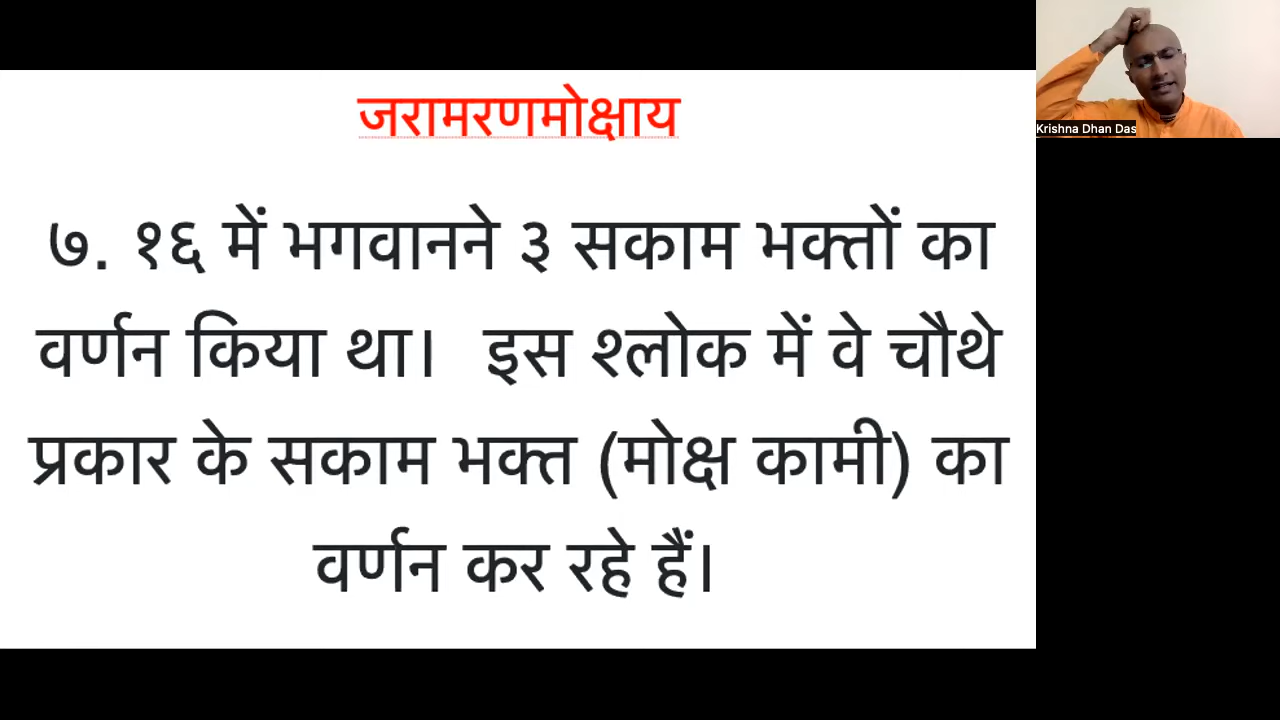 जरामरणमोक्षाय
Krishna Dhan Das
७. १६ में भगवानने ३ सकाम भक्तों का
वर्णन किया था। इस श्लोक में वे चौथे
प्रकार के सकाम भक्त (मोक्ष कामी) का
वर्णन कर रहे हैं।